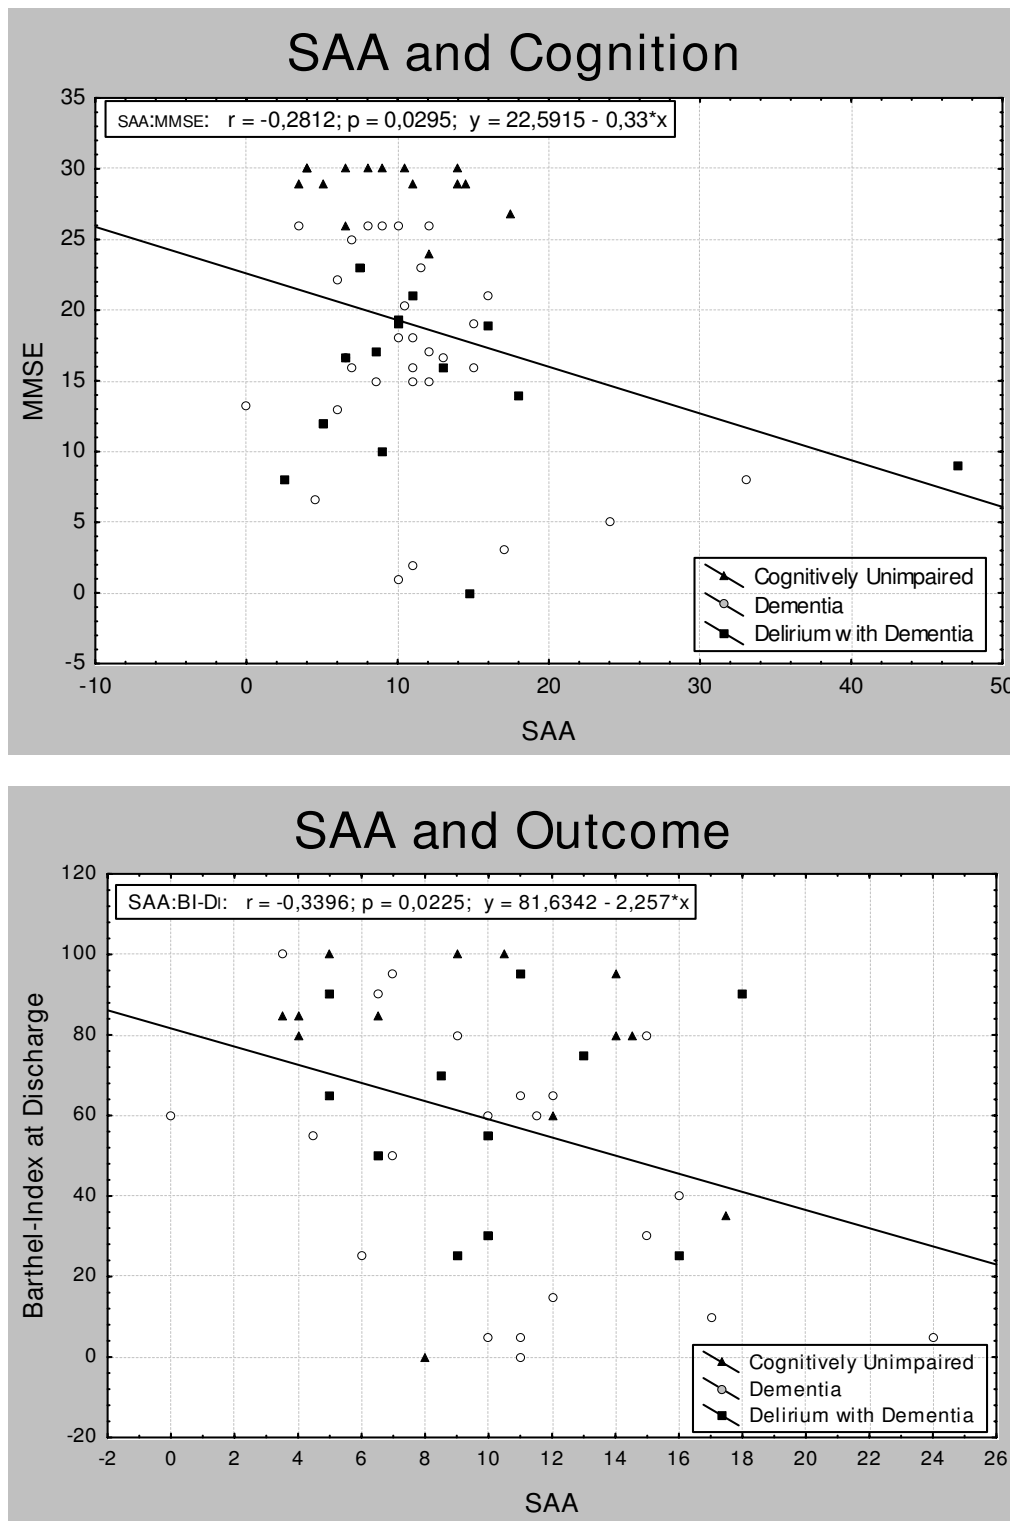 SAA and Cognition
SAA:MMSE: r = -0,2812; p = 0,0295; y = 22,5915 - 0,33*x
35
30
25
20
15
10
5
0
-5
MMSE
Cognitively Unimpaired
Dementia
Delirium with Dementia
-10 0 10 20 30 40 50
SAA
SAA and Outcome
SAA:BI-DI: r = -0,3396; p = 0,0225; y = 81,6342 - 2,257*x
120
100
80
60
40
20
0
-20
Barthel-Index at Discharge
Cognitively Unimpaired
Dementia
Delirium with Dementia
-2 0 2 4 6 8 10 12 14 16 18 20 22 24 26
SAA